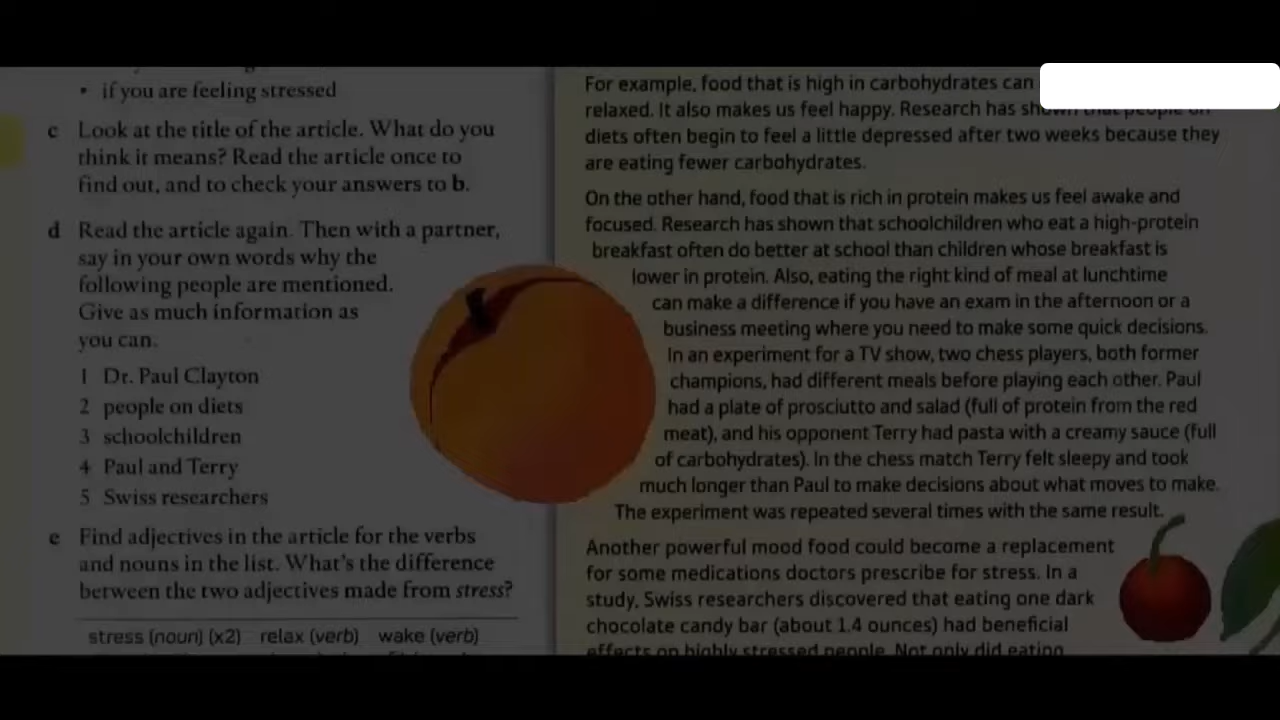 • if you are feeling stressed
c Look at the title of the article. What do you
think it means? Read the article once to
find out, and to check your answers to b.
d Read the article again. Then with a partner,
say in your own words why the
following people are mentioned.
Give as much information as
you can.
1 Dr. Paul Clayton
2 people on diets
3 schoolchildren
4 Paul and Terry
5 Swiss researchers
e Find adjectives in the article for the verbs
and nouns in the list. What's the difference
between the two adjectives made from stress?
stress (noun) (x2) relax (verb) wake (verb)
For example, food that is high in carbohydrates can
relaxed. It also makes us feel happy. Research has shown that people on
diets often begin to feel a little depressed after two weeks because they
are eating fewer carbohydrates.
On the other hand, food that is rich in protein makes us feel awake and
focused. Research has shown that schoolchildren who eat a high-protein
breakfast often do better at school than children whose breakfast is
lower in protein. Also, eating the right kind of meal at lunchtime
can make a difference if you have an exam in the afternoon or a
business meeting where you need to make some quick decisions.
In an experiment for a TV show, two chess players, both former
champions, had different meals before playing each other. Paul
had a plate of prosciutto and salad (full of protein from the red
meat), and his opponent Terry had pasta with a creamy sauce (full
of carbohydrates). In the chess match Terry felt sleepy and took
much longer than Paul to make decisions about what moves to make.
The experiment was repeated several times with the same result.
Another powerful mood food could become a replacement
for some medications doctors prescribe for stress. In a
study, Swiss researchers discovered that eating one dark
chocolate candy bar (about 1.4 ounces) had beneficial
effects on highly stressed people. Not only did eating